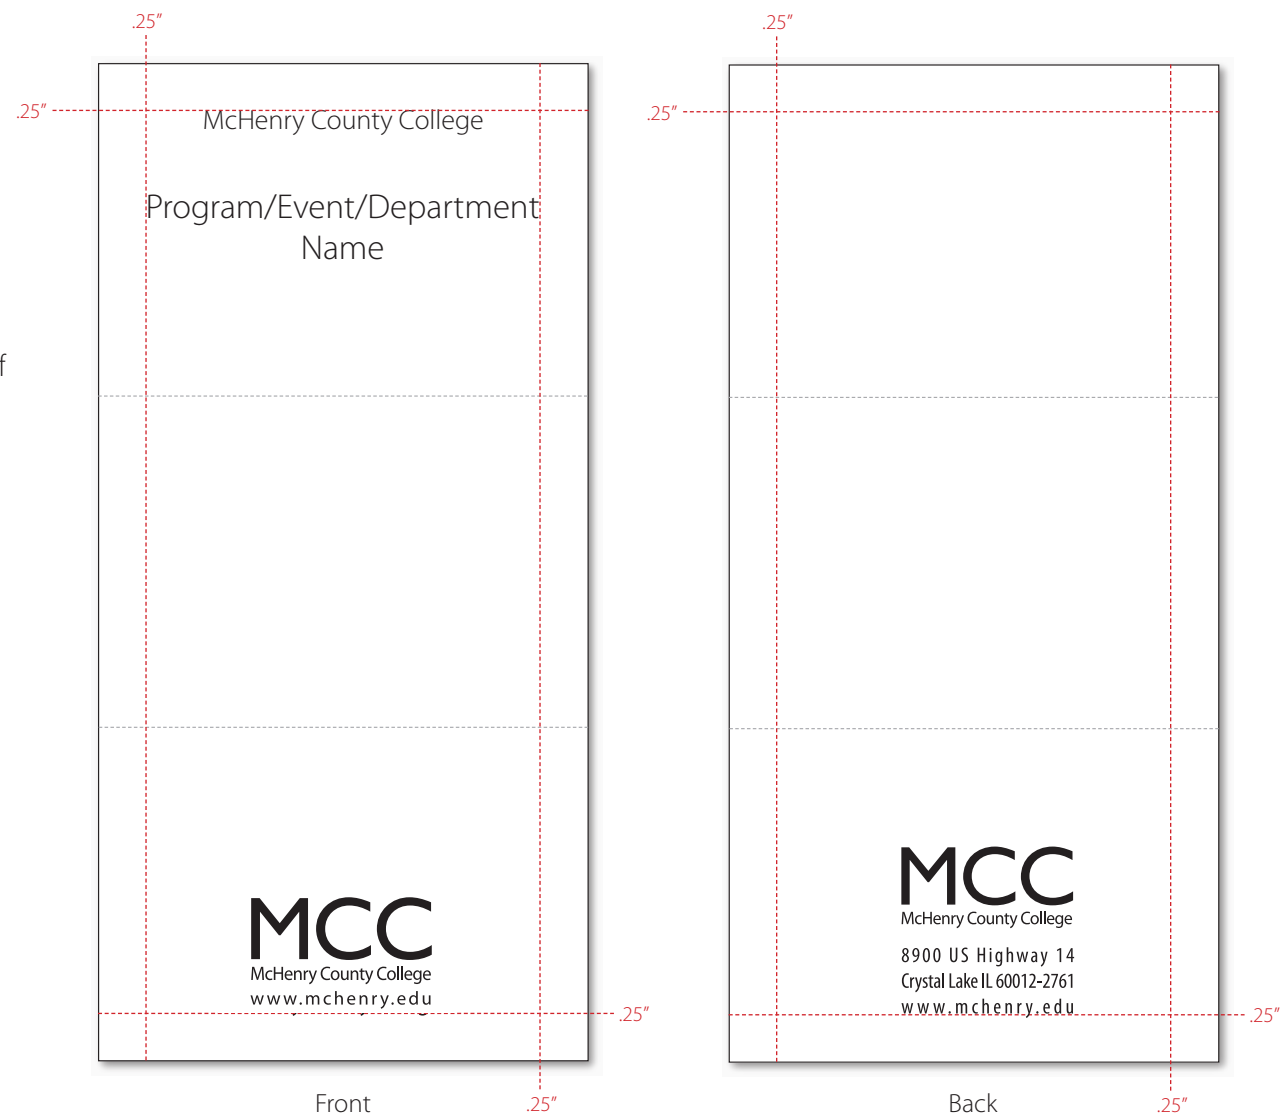 .25”
.25”
McHenry County College
Program/Event/Department
Name
f
MCC
McHenry County College
www.mchenry.edu
.25”
Front
.25”
.25”
.25”
MCC
McHenry County College
8900 US Highway 14
Crystal Lake IL 60012-2761
www.mchenry.edu
.25”
Back
.25”